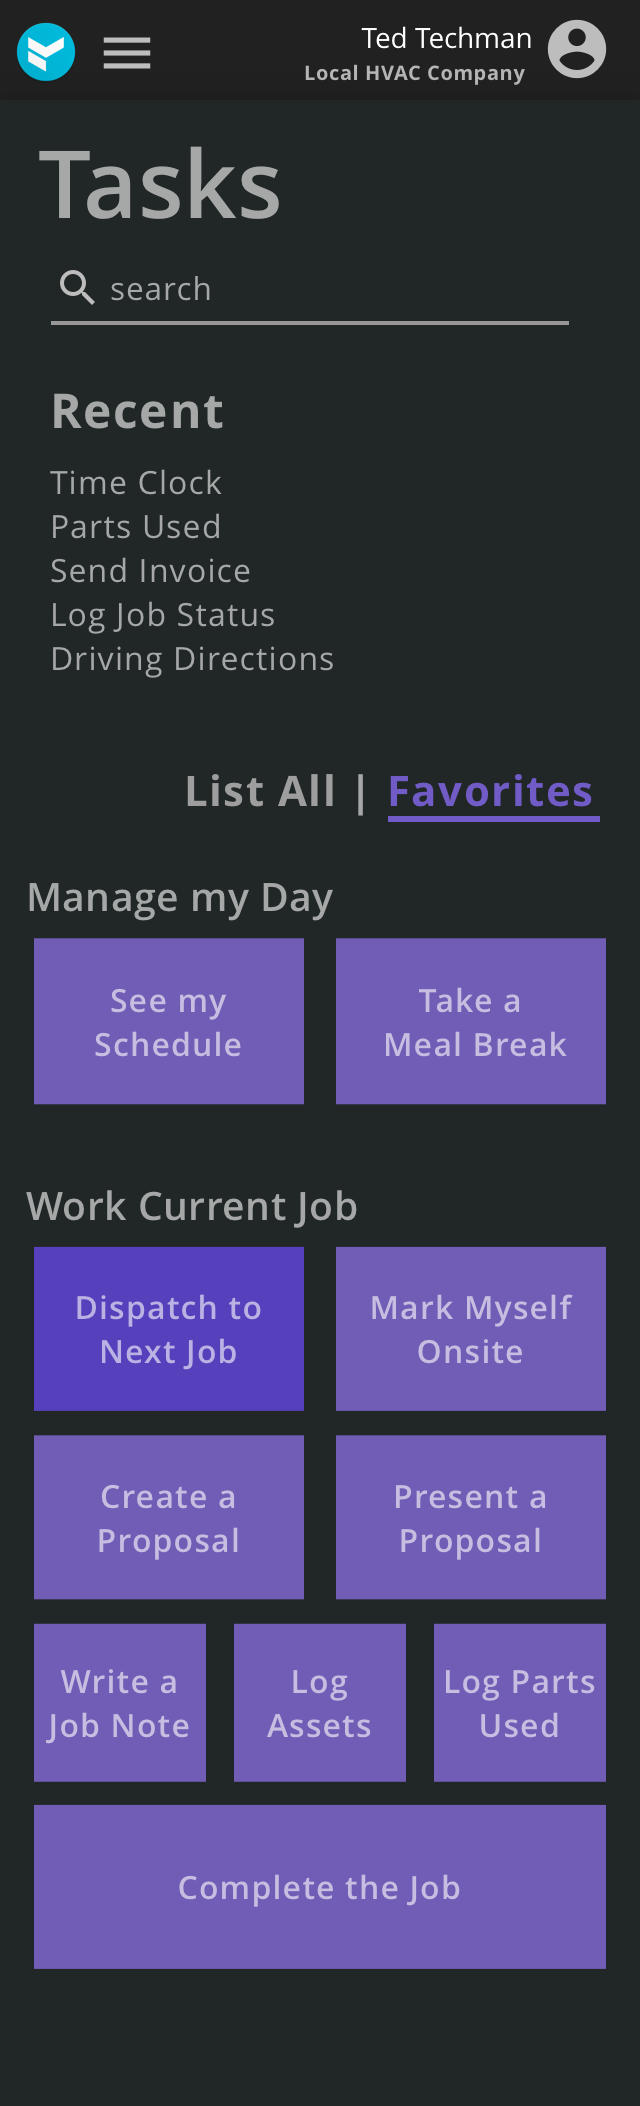 Ted Techman
Local HVAC Company
Tasks
search
Recent
Time Clock
Parts Used
Send Invoice
Log Job Status
Driving Directions
List All | Favorites
Manage my Day
See my
Schedule
Take a
Meal Break
Work Current Job
Dispatch to
Next Job
Mark Myself
Onsite
Create a
Proposal
Present a
Proposal
Write a
Job Note
Log
Assets
Log Parts
Used
Complete the Job